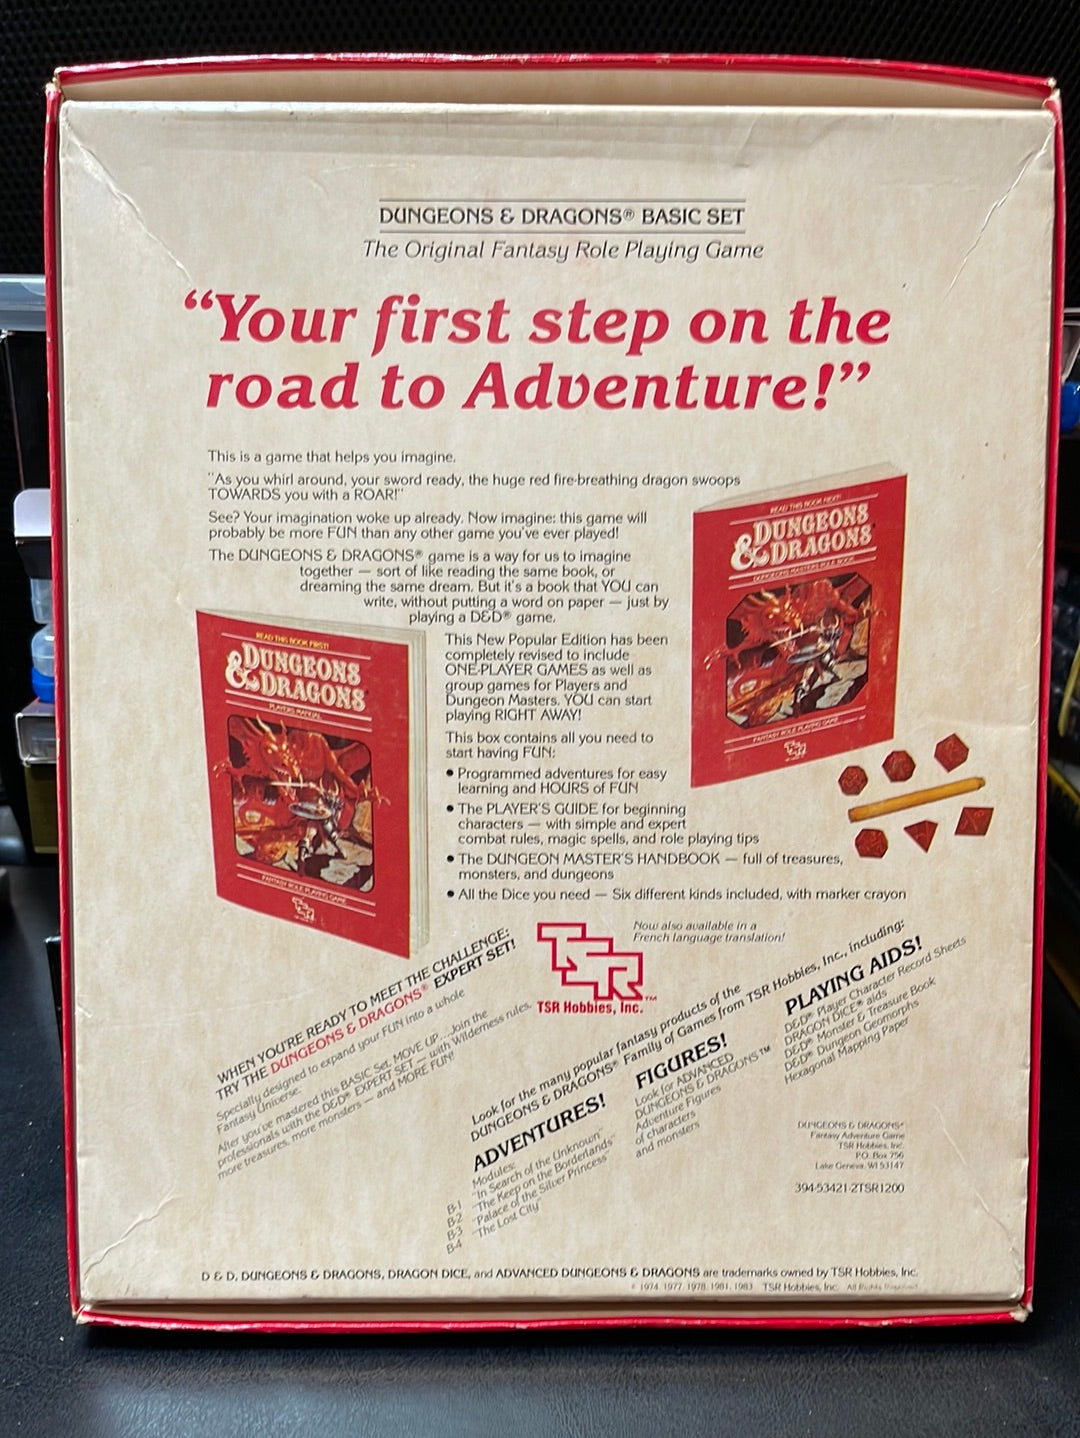 DUNGEONS & DRAGONS® BASIC SET
The Original Fantasy Role Playing Game
“Your first step on the
road to Adventure!”
This is a game that helps you imagine.
"As you whirl around, your sword ready, the huge red fire-breathing dragon swoops
TOWARDS you with a ROAR!"
See? Your imagination woke up already. Now imagine: this game will
probably be more FUN than any other game you've ever played!
The DUNGEONS & DRAGONS® game is a way for us to imagine
together — sort of like reading the same book, or
dreaming the same dream. But it's a book that YOU can
write, without putting a word on paper — just by
playing a D&D® game.
This New Popular Edition has been
completely revised to include
ONE-PLAYER GAMES as well as
group games for Players and
Dungeon Masters. YOU can start
playing RIGHT AWAY!
This box contains all you need to
start having FUN:
• Programmed adventures for easy
learning and HOURS of FUN
• The PLAYER'S GUIDE for beginning
characters — with simple and expert
combat rules, magic spells, and role playing tips
• The DUNGEON MASTER'S HANDBOOK — full of treasures,
monsters, and dungeons
• All the Dice you need — Six different kinds included, with marker crayon
READ THIS BOOK FIRST!
DUNGEONS
& DRAGONS®
PLAYERS MANUAL
FANTASY ROLE PLAYING GAME
TSR
READ THIS BOOK NEXT!
DUNGEONS
& DRAGONS®
DUNGEON MASTERS RULE BOOK
FANTASY ROLE PLAYING GAME
TSR
WHEN YOU'RE READY TO MEET THE CHALLENGE:
TRY THE DUNGEONS & DRAGONS® EXPERT SET!
Specially designed to expand your FUN into a whole
Fantasy Universe.
After you've mastered this BASIC Set, MOVE UP ... Join the
professionals with the D&D® EXPERT SET — with Wilderness rules,
more treasures, more monsters — and MORE FUN!
TSR
TSR Hobbies, Inc.™
Now also available in a
French language translation!
Look for the many popular fantasy products of the
DUNGEONS & DRAGONS® Family of Games from TSR Hobbies, Inc., including:
ADVENTURES!
Modules:
B-1 "In Search of the Unknown"
B-2 "The Keep on the Borderlands"
B-3 "Palace of the Silver Princess"
B-4 "The Lost City"
FIGURES!
Look for ADVANCED
DUNGEONS & DRAGONS™
Adventure Figures
of characters
and monsters
PLAYING AIDS!
D&D® Player Character Record Sheets
DRAGON DICE® aids
D&D® Monster & Treasure Book
D&D® Dungeon Geomorphs
Hexagonal Mapping Paper
DUNGEONS & DRAGONS®
Fantasy Adventure Game
TSR Hobbies, Inc.
P.O. Box 756
Lake Geneva, WI 53147
394-53421-2TSR1200
D & D, DUNGEONS & DRAGONS, DRAGON DICE, and ADVANCED DUNGEONS & DRAGONS are trademarks owned by TSR Hobbies, Inc.
© 1974, 1977, 1978, 1981, 1983 TSR Hobbies, Inc. All Rights Reserved